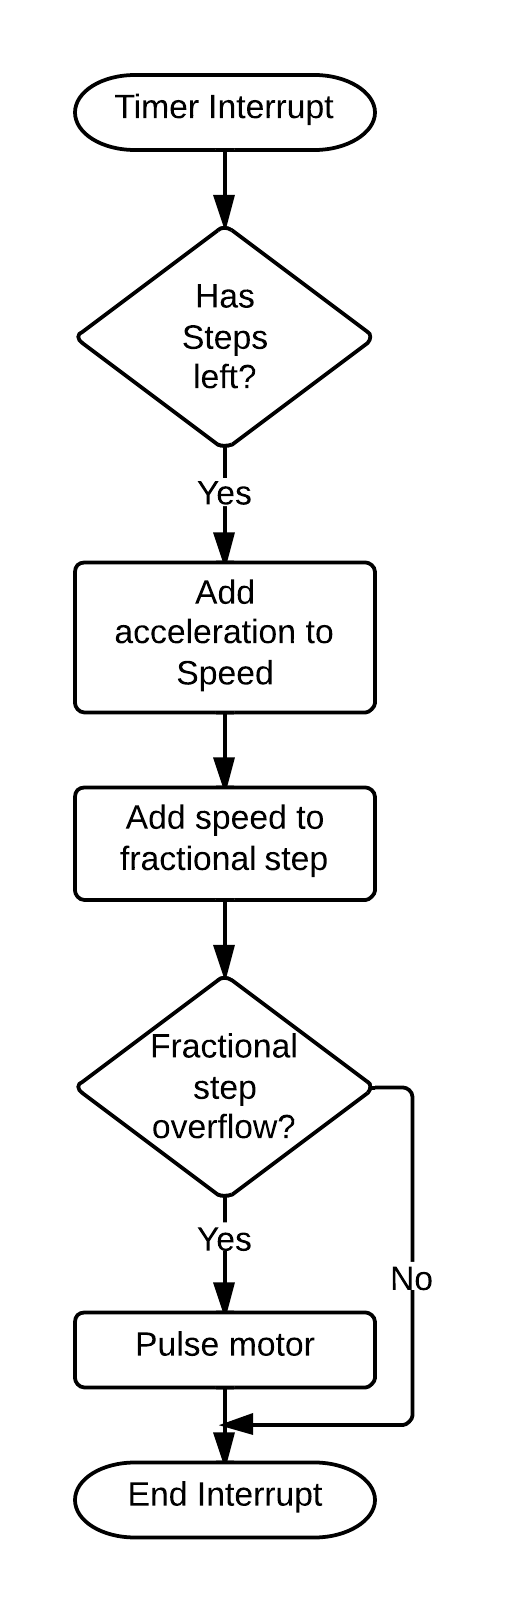 Timer Interrupt
Has
Steps
left?
Yes
Add
acceleration to
Speed
Add speed to
fractional step
Fractional
step
overflow?
Yes
No
Pulse motor
End Interrupt